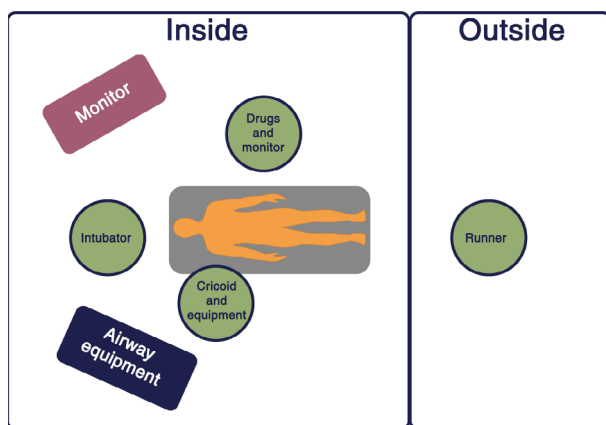 Inside
Outside
Monitor
Drugs
and
monitor
Intubator
Runner
Cricoid
and
equipment
Airway
equipment